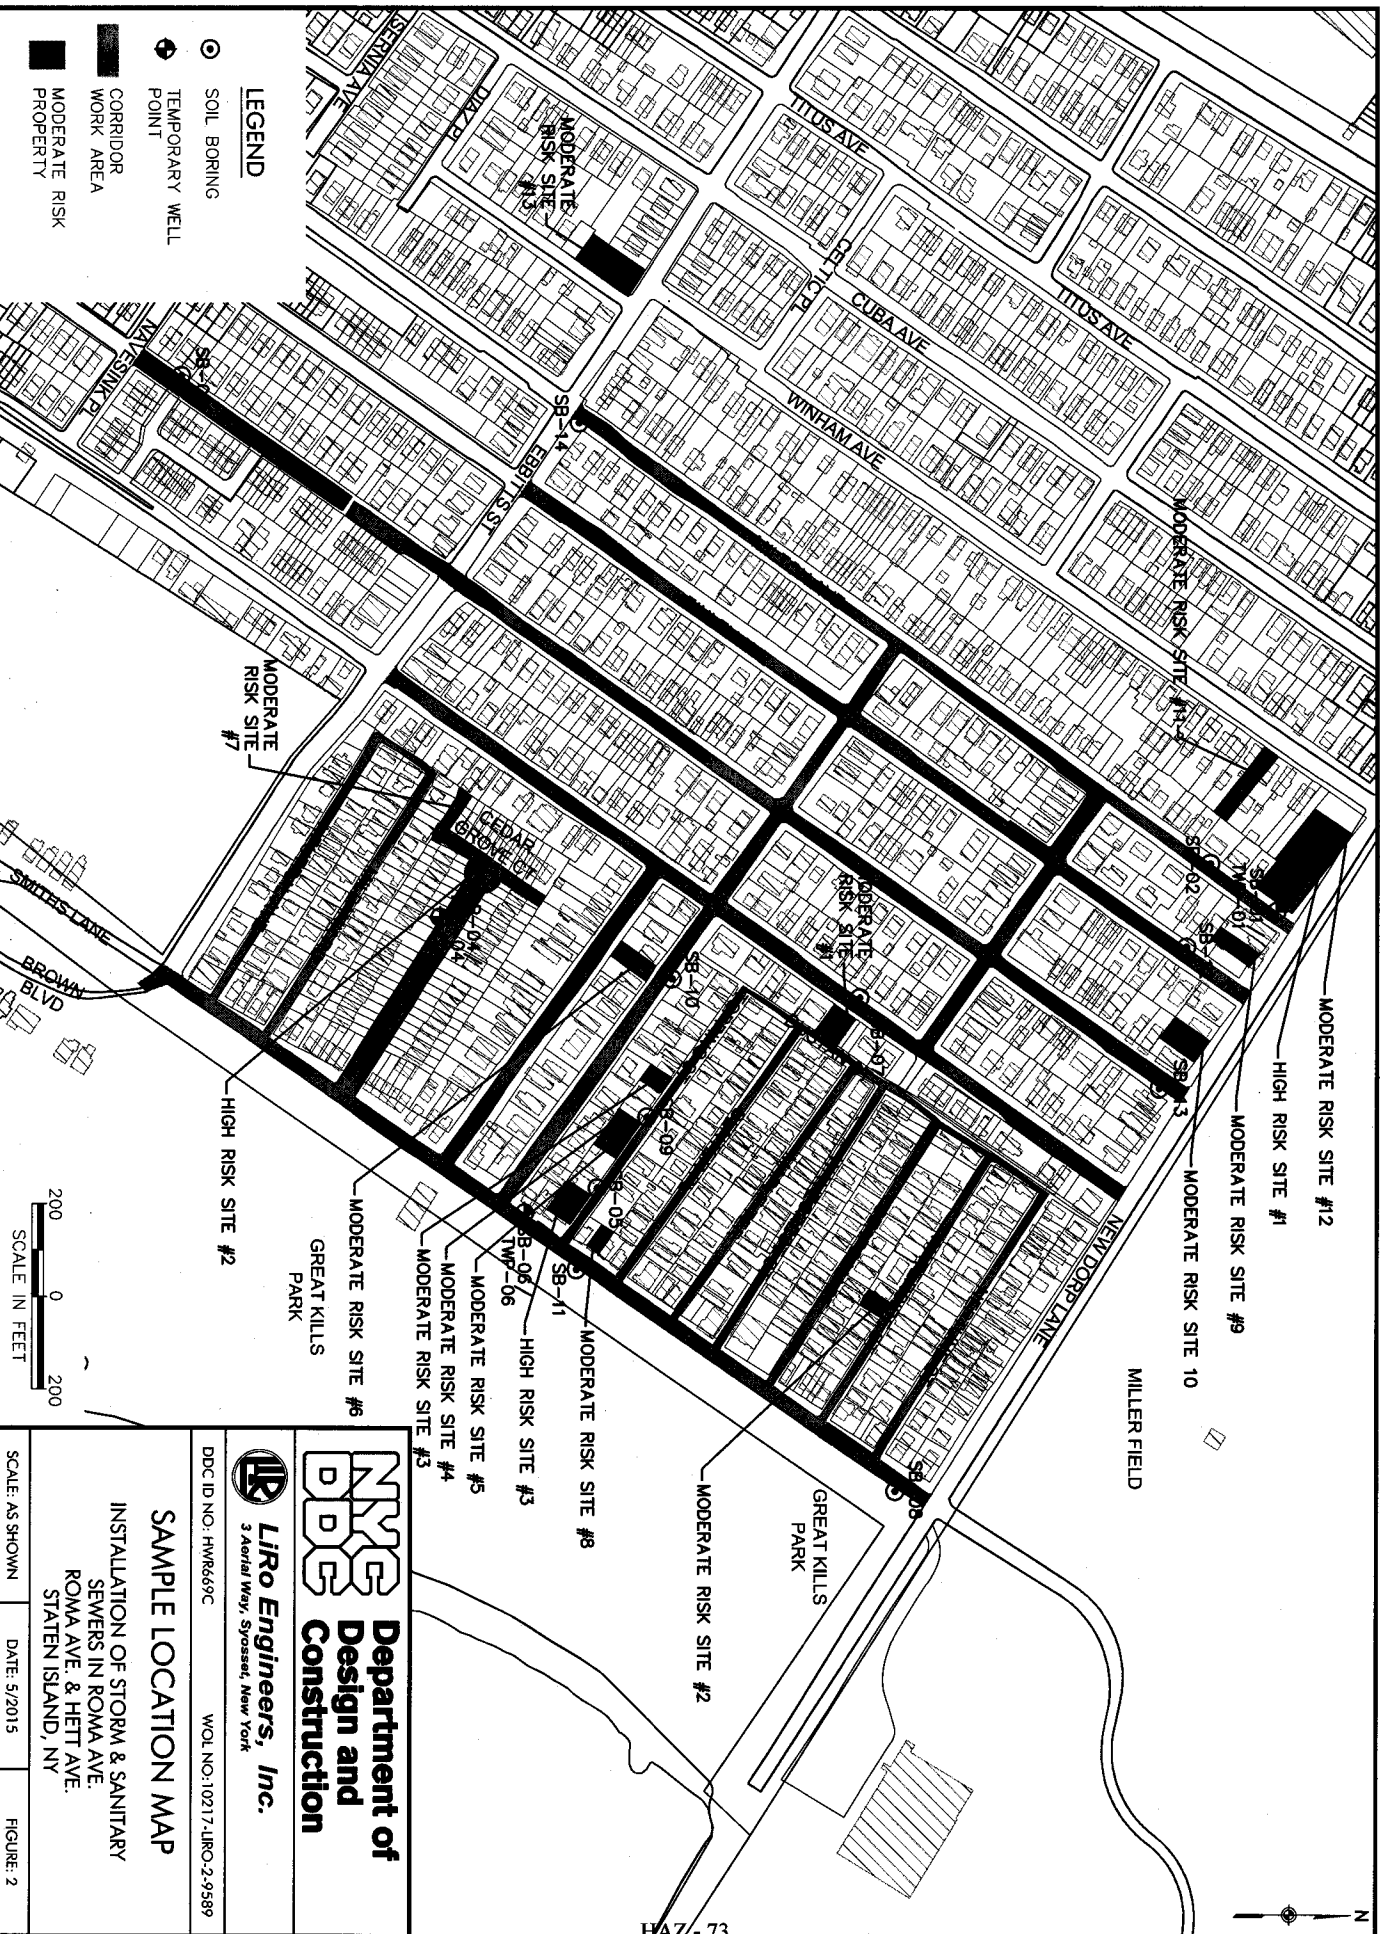 LEGEND
SOIL BORING
TEMPORARY WELL
POINT
CORRIDOR
WORK AREA
MODERATE RISK
PROPERTY
SERNIA AVE
DIAZ PL
MODERATE
RISK SITE
#13
TITUS AVE
CELTIC PL
CUBA AVE
TITUS AVE
WINHAM AVE
NAVESINK PL
SB-14
EBBITS ST
MODERATE RISK SITE #11
MODERATE
RISK SITE
#7
CEDAR
GROVE CT
MODERATE
RISK SITE
#1
SB-02
SB-10
SB-07
SB-09
SB-05
SB-06
TWP-06
SB-11
SB-13
SB-08
SMITHS LANE
BROWN
BLVD
NEW DORP LANE
MILLER FIELD
MODERATE RISK SITE #12
HIGH RISK SITE #1
MODERATE RISK SITE #9
MODERATE RISK SITE 10
HIGH RISK SITE #2
MODERATE RISK SITE #6
MODERATE RISK SITE #3
MODERATE RISK SITE #4
MODERATE RISK SITE #5
HIGH RISK SITE #3
MODERATE RISK SITE #8
MODERATE RISK SITE #2
GREAT KILLS
PARK
GREAT KILLS
PARK
200 0 200
SCALE IN FEET
N
NYC
DDC
Department of
Design and
Construction
LiRo Engineers, Inc.
3 Aerial Way, Syosset, New York
DDC ID NO: HWR669C WOL NO:10217-LIRO-2-9589
SAMPLE LOCATION MAP
INSTALLATION OF STORM & SANITARY
SEWERS IN ROMA AVE.
ROMA AVE. & HETT AVE.
STATEN ISLAND, NY
SCALE: AS SHOWN DATE: 5/2015 FIGURE: 2
HAZ - 73